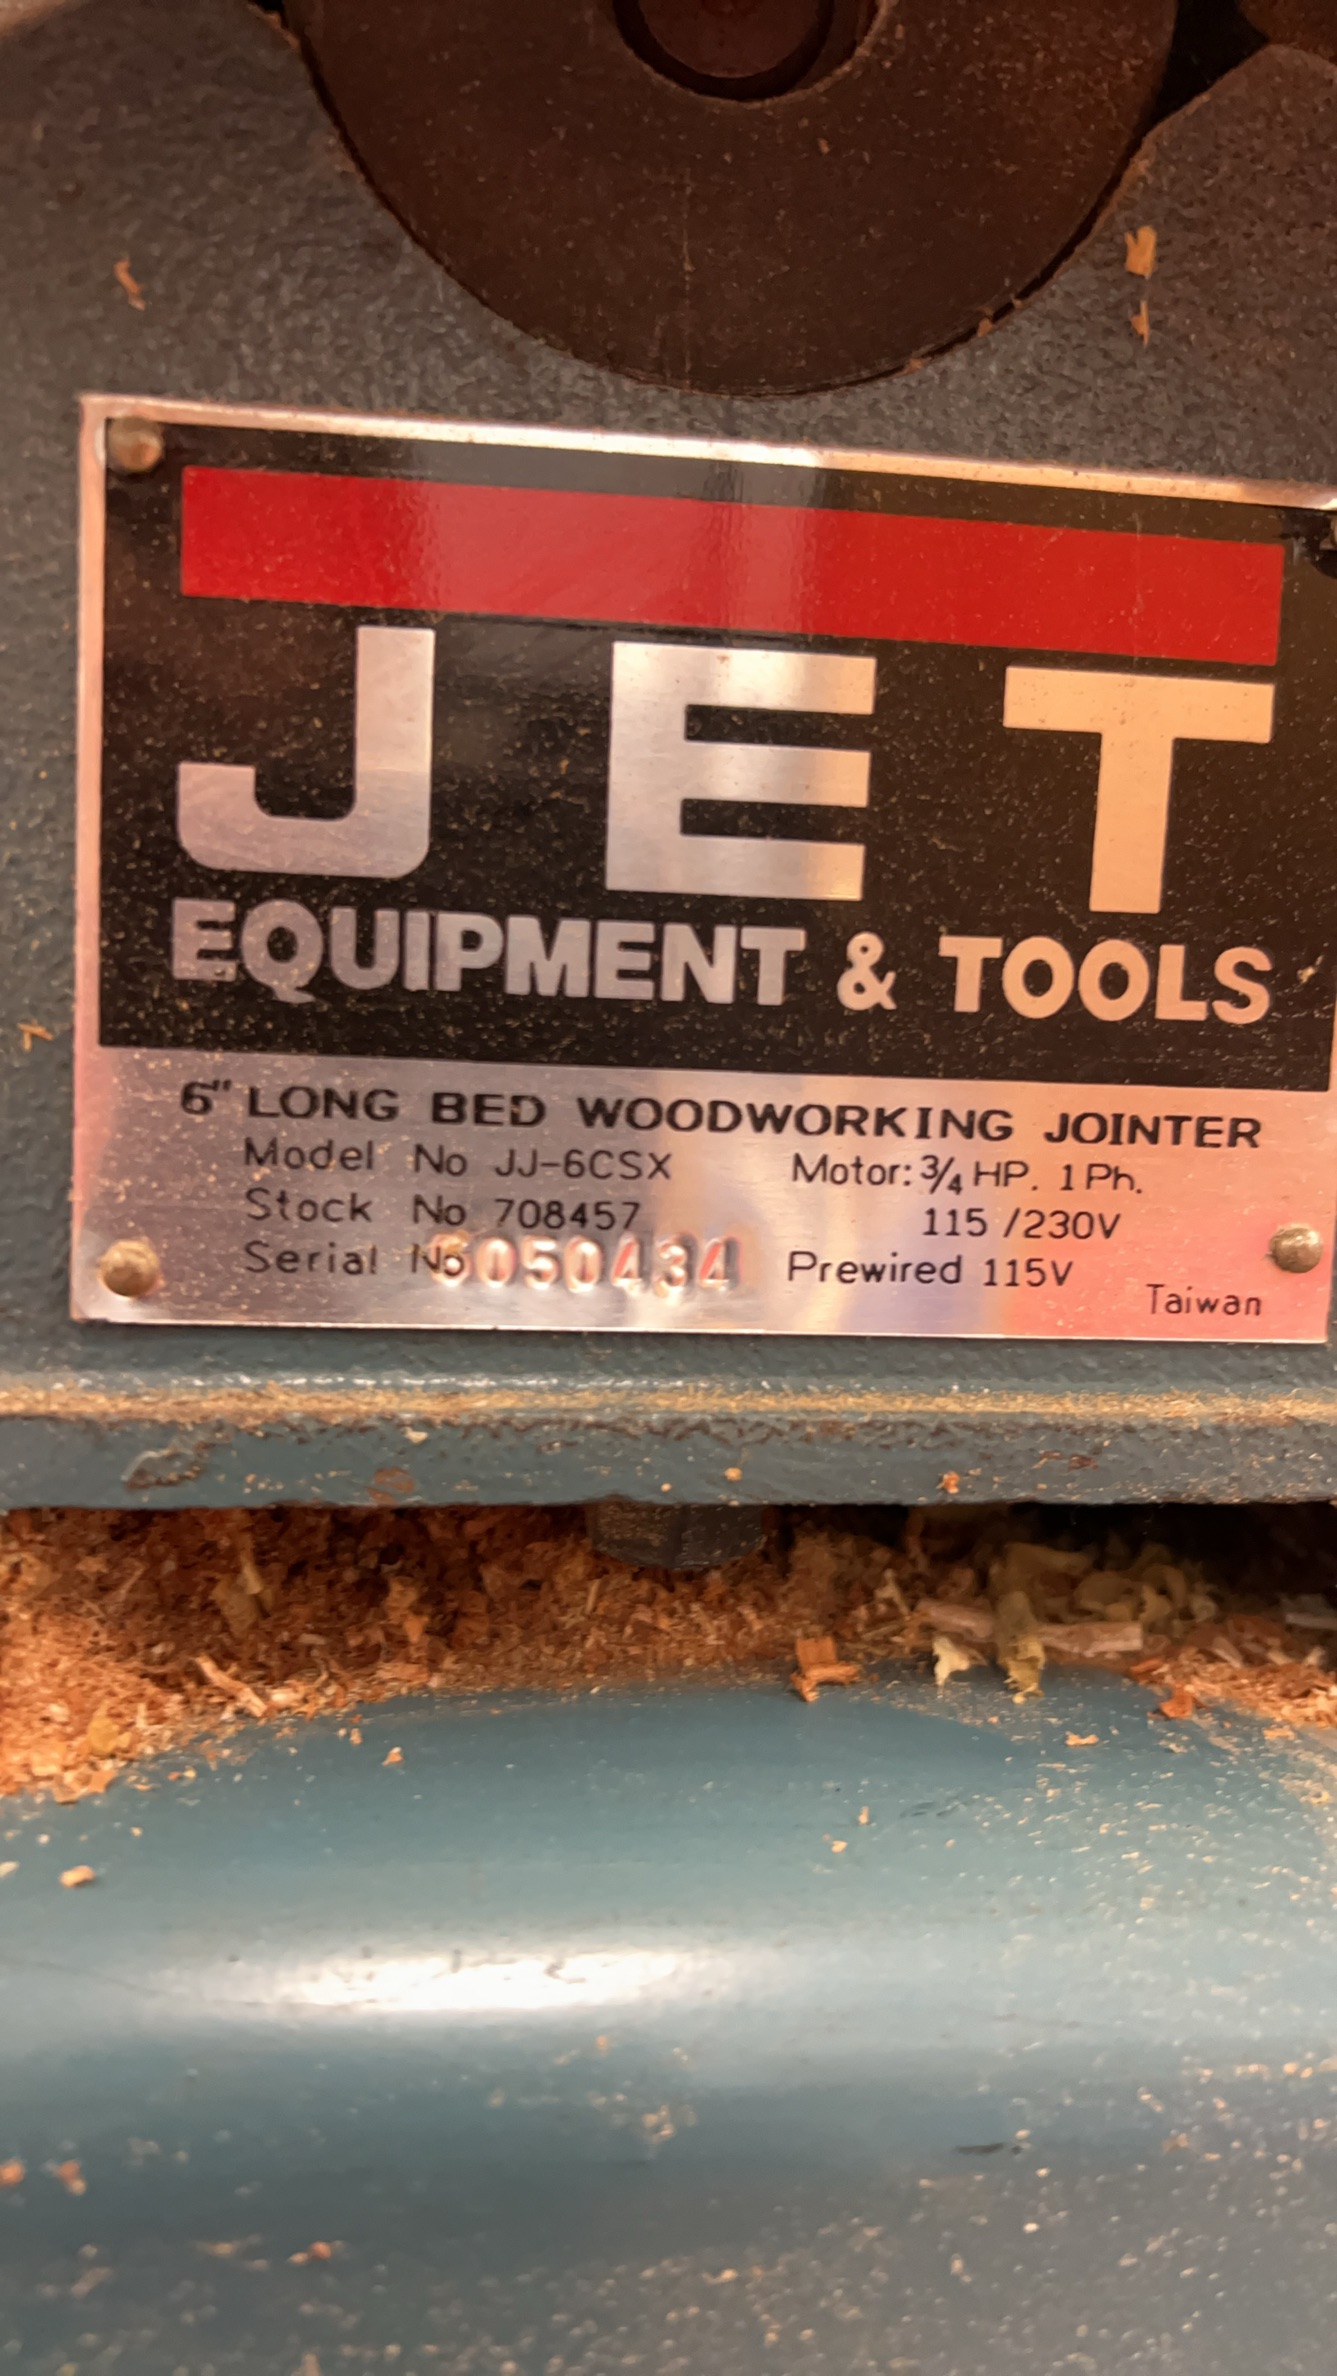 JET
EQUIPMENT & TOOLS
6" LONG BED WOODWORKING JOINTER
Model No JJ-6CSX Motor: 3/4 HP. 1 Ph.
Stock No 708457 115 /230V
Serial No Prewired 115V
Taiwan